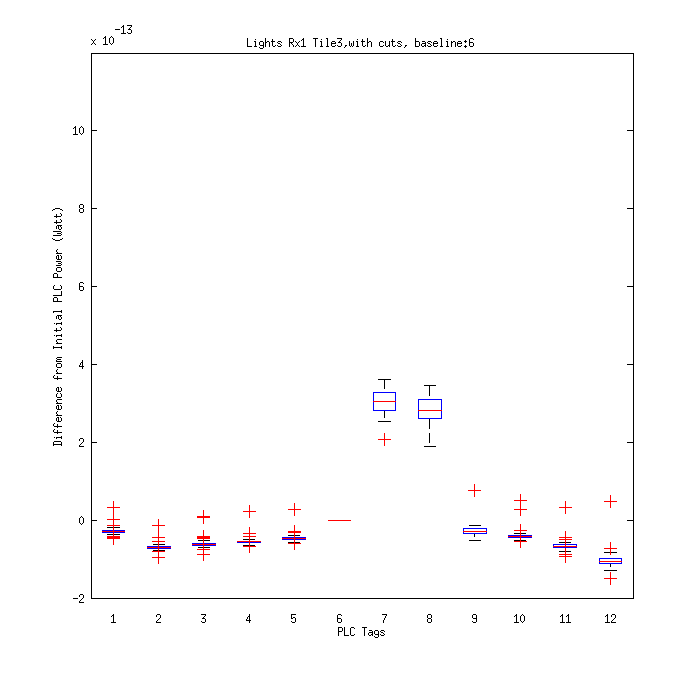 x 10-13
Lights Rx1 Tile3,with cuts, baseline:6
Difference from Initial PLC Power (Watt)
10
8
6
4
2
0
-2
1 2 3 4 5 6 7 8 9 10 11 12
PLC Tags